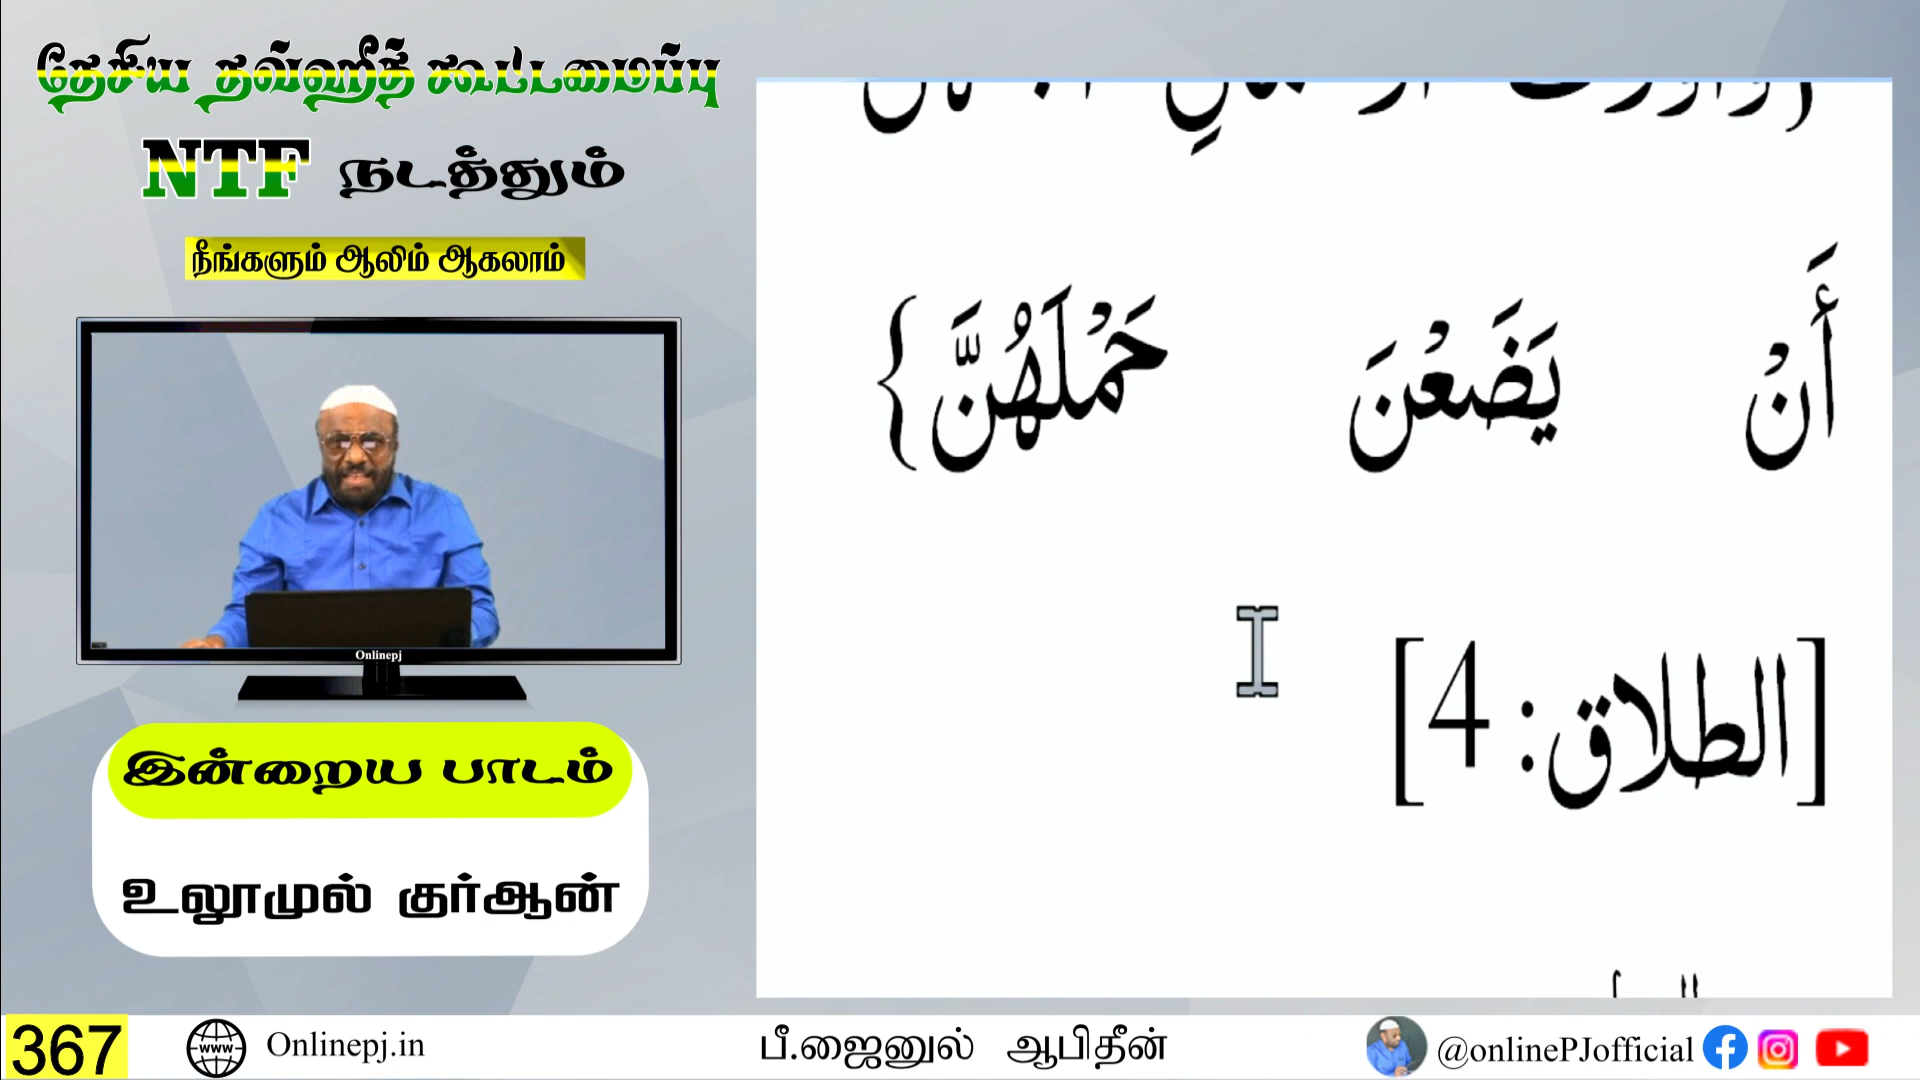 தேசிய தவ்ஹீத் கூட்டமைப்பு
NTF நடத்தும்
நீங்களும் ஆலிம் ஆகலாம்
Onlinepj
இன்றைய பாடம்
உலூமுல் குர்ஆன்
أَنْ يَضَعْنَ حَمْلَهُنَّ}
[الطلاق: 4]
367
www
Onlinepj.in
பீ.ஜைனுல் ஆபிதீன்
@onlinePJofficial